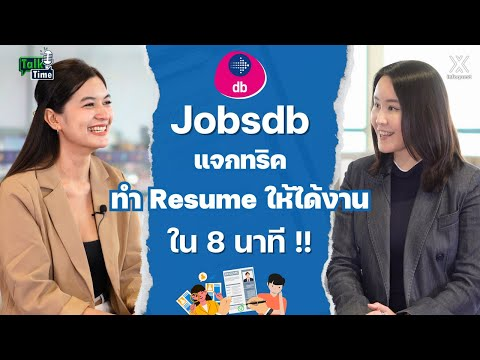 Talk
Time
db
Jobsdb
แจกทริค
ทำ Resume ให้ได้งาน
ใน 8 นาที !!